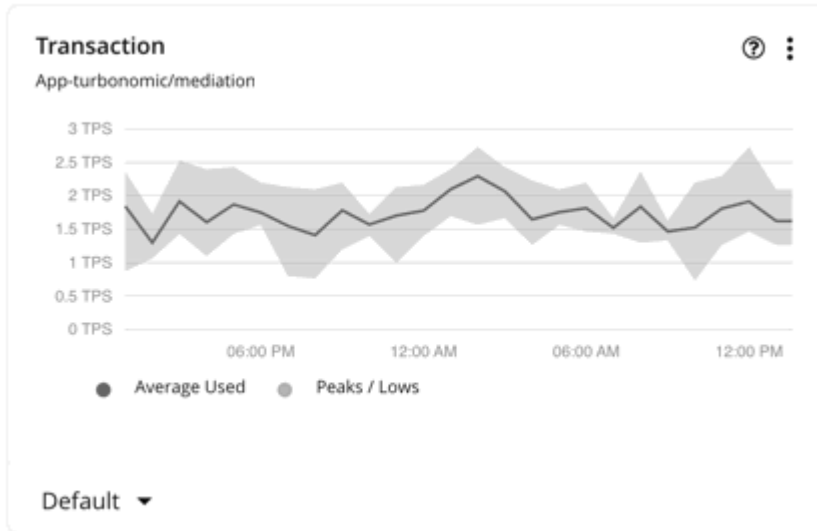 Transaction
App-turbonomic/mediation
3 TPS
2.5 TPS
2 TPS
1.5 TPS
1 TPS
0.5 TPS
0 TPS
06:00 PM 12:00 AM 06:00 AM 12:00 PM
Average Used Peaks / Lows
Default